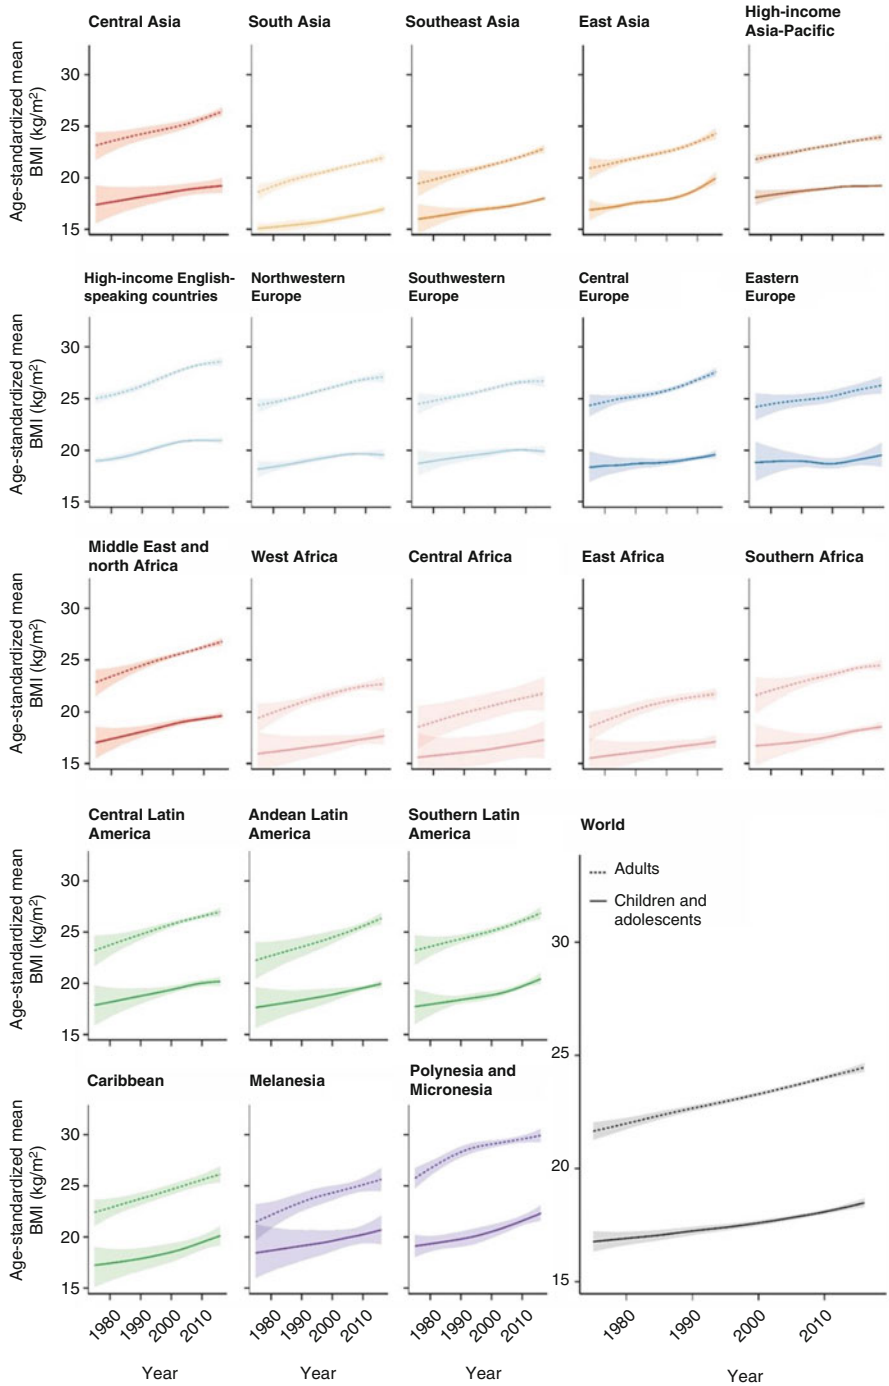 Central Asia
South Asia
Southeast Asia
East Asia
High-income
Asia-Pacific
Age-standardized mean
BMI (kg/m²)
30
25
20
15
High-income English-
speaking countries
Northwestern
Europe
Southwestern
Europe
Central
Europe
Eastern
Europe
Age-standardized mean
BMI (kg/m²)
30
25
20
15
Middle East and
north Africa
West Africa
Central Africa
East Africa
Southern Africa
Age-standardized mean
BMI (kg/m²)
30
25
20
15
Central Latin
America
Andean Latin
America
Southern Latin
America
Age-standardized mean
BMI (kg/m²)
30
25
20
15
World
Adults
Children and
adolescents
30
25
20
15
1980
1990
2000
2010
Year
Caribbean
Melanesia
Polynesia and
Micronesia
Age-standardized mean
BMI (kg/m²)
30
25
20
15
1980
1990
2000
2010
Year
1980
1990
2000
2010
Year
1980
1990
2000
2010
Year